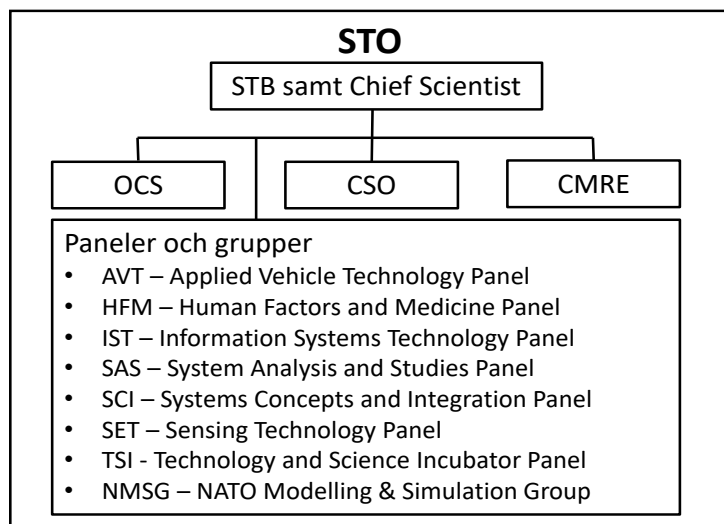 STO
STB samt Chief Scientist
OCS
CSO
CMRE
Paneler och grupper
• AVT – Applied Vehicle Technology Panel
• HFM – Human Factors and Medicine Panel
• IST – Information Systems Technology Panel
• SAS – System Analysis and Studies Panel
• SCI – Systems Concepts and Integration Panel
• SET – Sensing Technology Panel
• TSI - Technology and Science Incubator Panel
• NMSG – NATO Modelling & Simulation Group